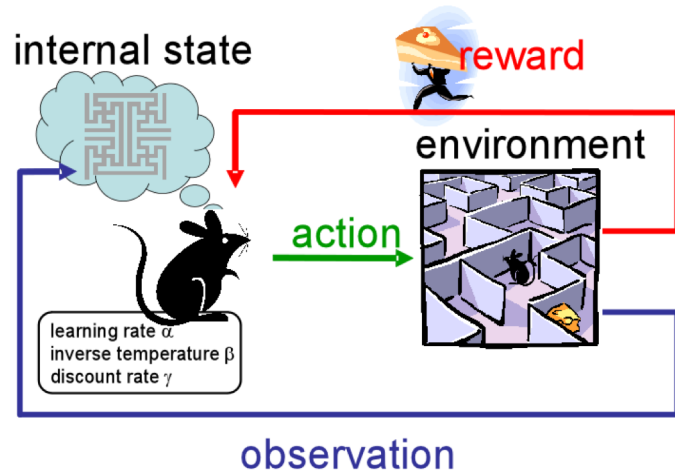 internal state
reward
environment
action
learning rate α
inverse temperature β
discount rate γ
observation